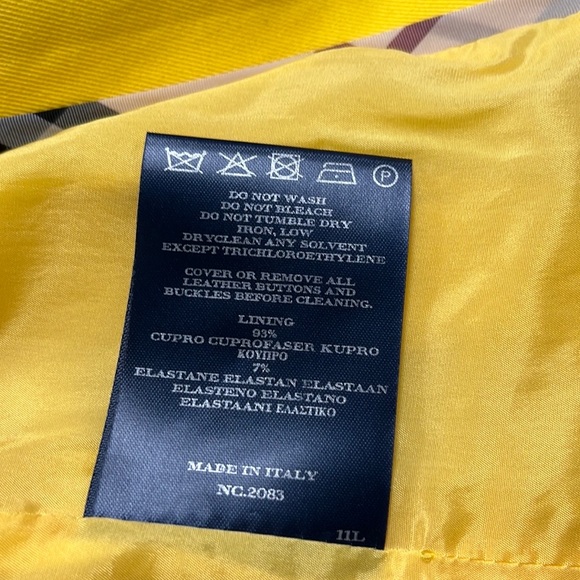 P
DO NOT WASH
DO NOT BLEACH
DO NOT TUMBLE DRY
IRON, LOW
DRYCLEAN ANY SOLVENT
EXCEPT TRICHLOROETHYLENE
COVER OR REMOVE ALL
LEATHER BUTTONS AND
BUCKLES BEFORE CLEANING.
LINING
93%
CUPRO CUPROFASER KUPRO
ΚΟΥΠΡΟ
7%
ELASTANE ELASTAN ELASTAAN
ELASTENO ELASTANO
ELASTAANI ΕΛΑΣΤΙΚΟ
MADE IN ITALY
NC.2083
11L